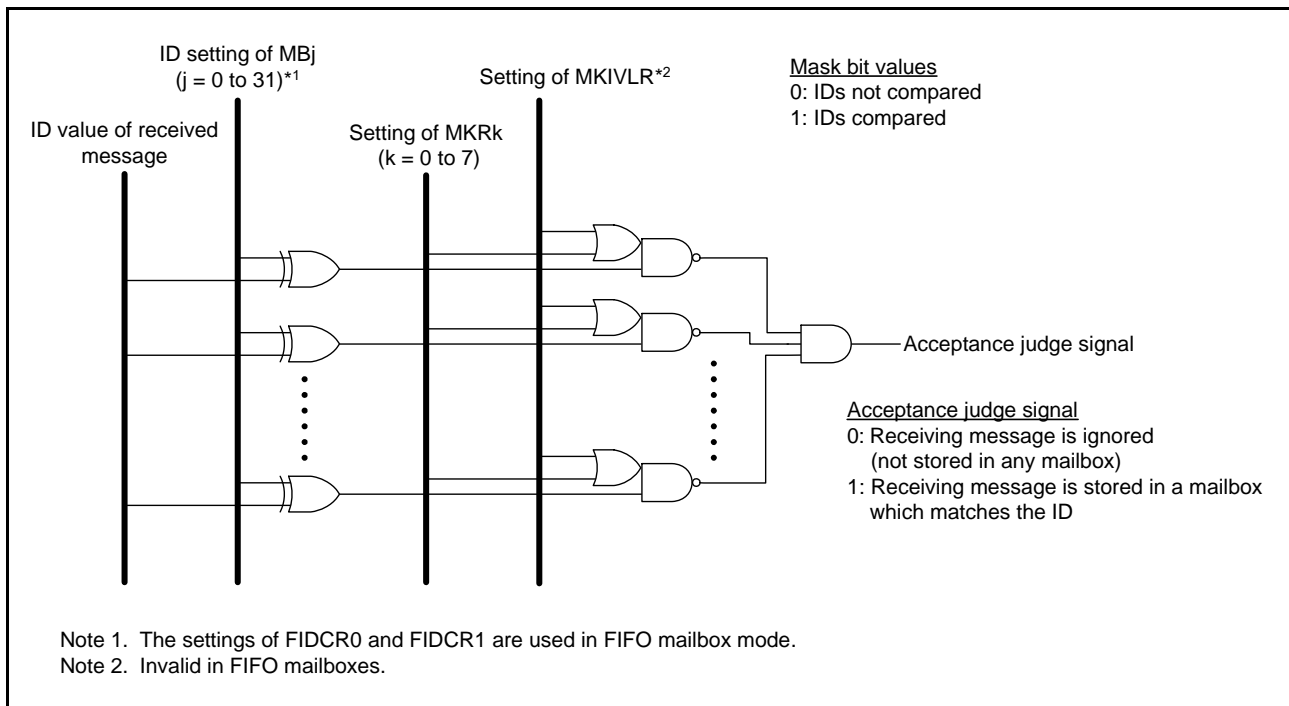 ID setting of MBj
(j = 0 to 31)*1
Setting of MKIVLR*2
Mask bit values
0: IDs not compared
1: IDs compared
ID value of received
message
Setting of MKRk
(k = 0 to 7)
Acceptance judge signal
Acceptance judge signal
0: Receiving message is ignored
(not stored in any mailbox)
1: Receiving message is stored in a mailbox
which matches the ID
Note 1. The settings of FIDCR0 and FIDCR1 are used in FIFO mailbox mode.
Note 2. Invalid in FIFO mailboxes.